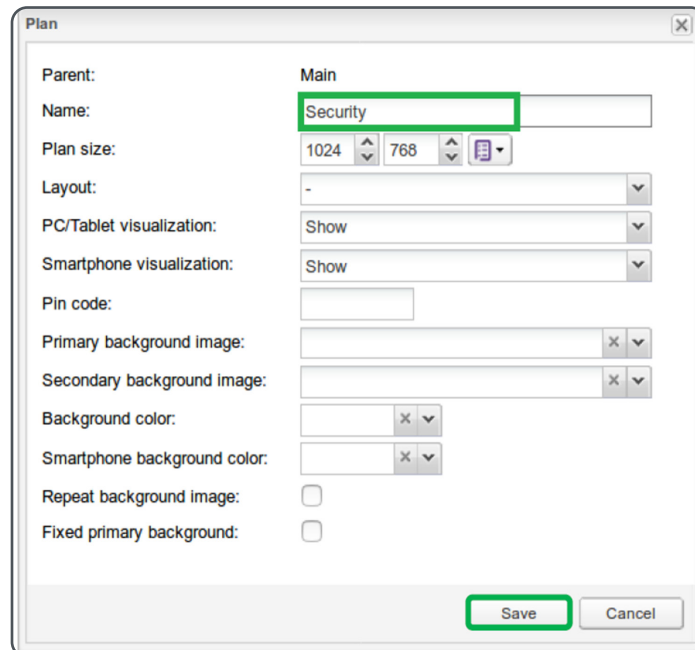 Plan
Parent: Main
Name: Security
Plan size: 1024 768
Layout: -
PC/Tablet visualization: Show
Smartphone visualization: Show
Pin code:
Primary background image:
Secondary background image:
Background color:
Smartphone background color:
Repeat background image:
Fixed primary background:
Save Cancel